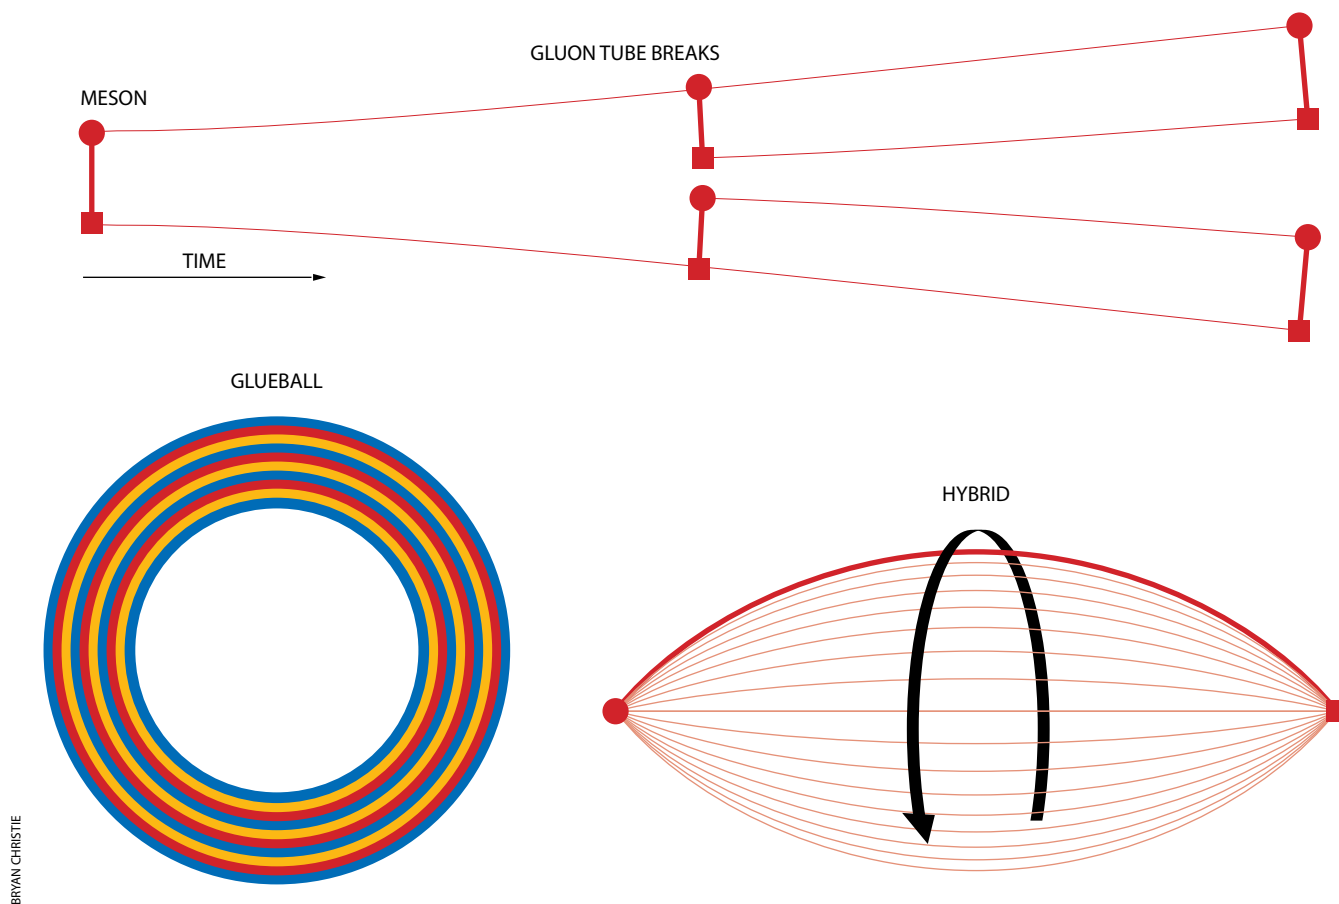 GLUON TUBE BREAKS
MESON
TIME
GLUEBALL
HYBRID
BRYAN CHRISTIE